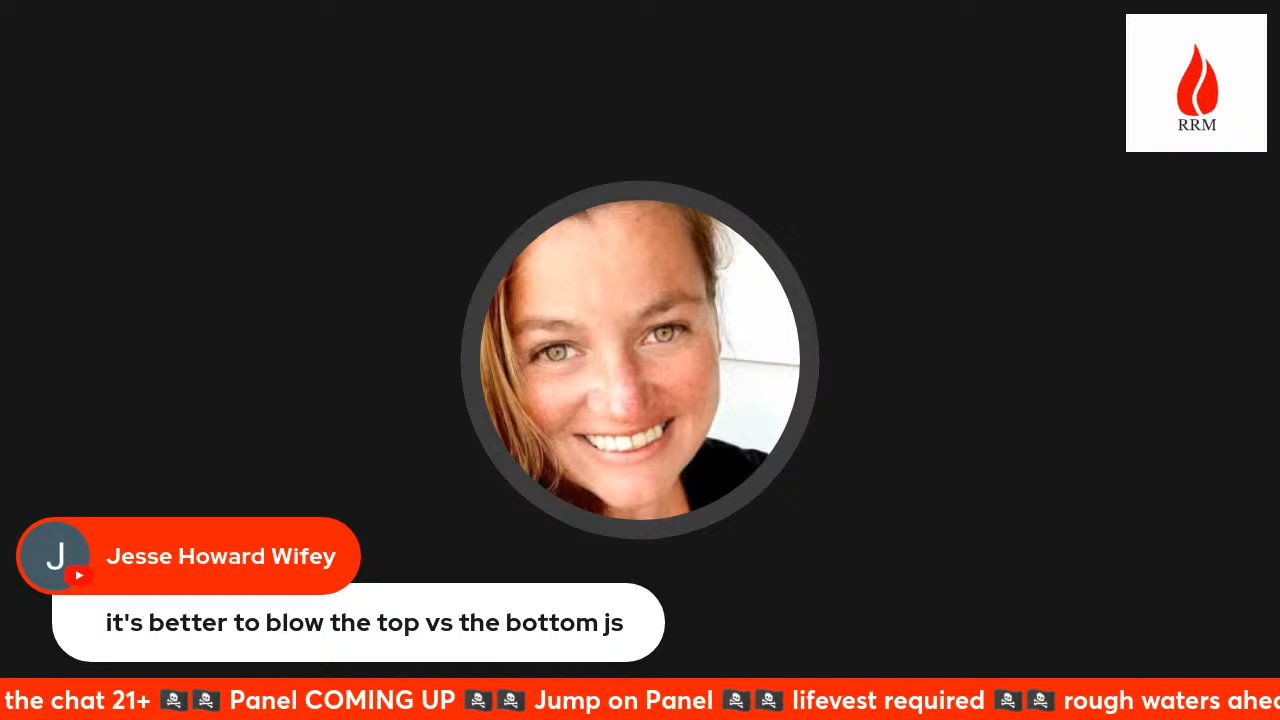 RRM
J
Jesse Howard Wifey
it's better to blow the top vs the bottom js
the chat 21+ 🏴‍☠️🏴‍☠️ Panel COMING UP 🏴‍☠️🏴‍☠️ Jump on Panel 🏴‍☠️🏴‍☠️ lifevest required 🏴‍☠️🏴‍☠️ rough waters